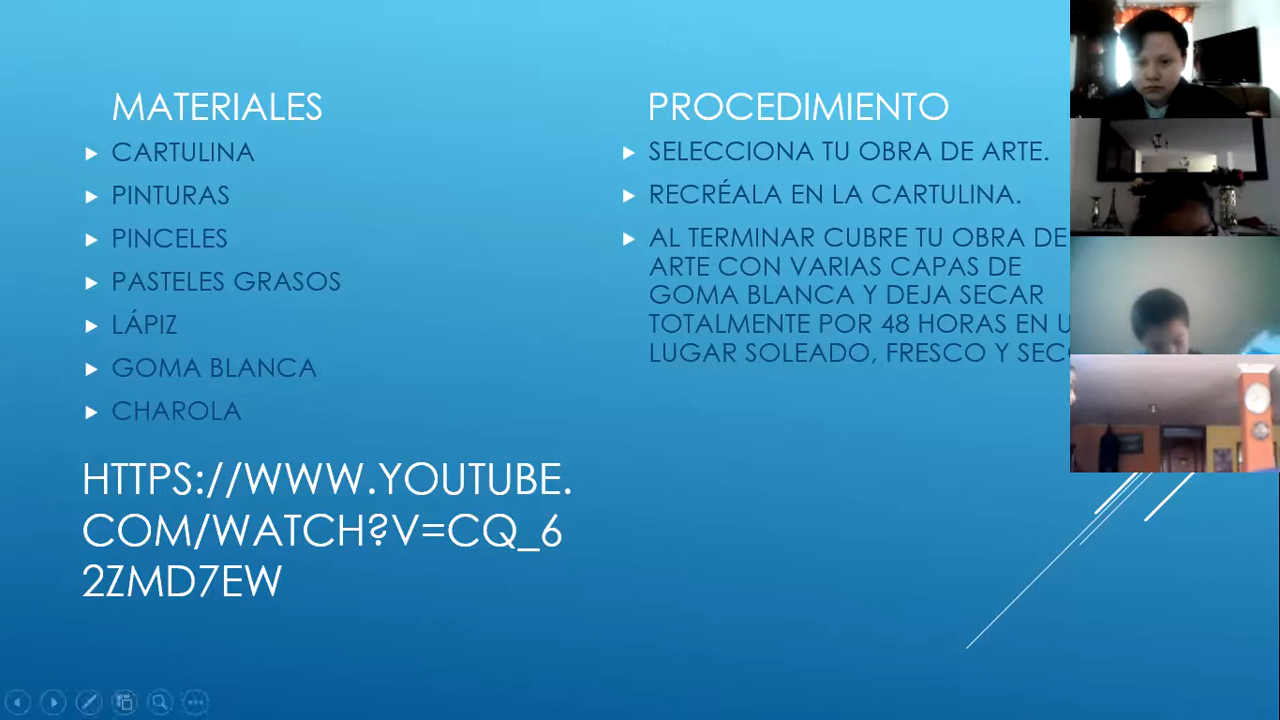 MATERIALES
CARTULINA
PINTURAS
PINCELES
PASTELES GRASOS
LÁPIZ
GOMA BLANCA
CHAROLA
HTTPS://WWW.YOUTUBE.
COM/WATCH?V=CQ_6
2ZMD7EW
PROCEDIMIENTO
SELECCIONA TU OBRA DE ARTE.
RECRÉALA EN LA CARTULINA.
AL TERMINAR CUBRE TU OBRA DE
ARTE CON VARIAS CAPAS DE
GOMA BLANCA Y DEJA SECAR
TOTALMENTE POR 48 HORAS EN
LUGAR SOLEADO, FRESCO Y